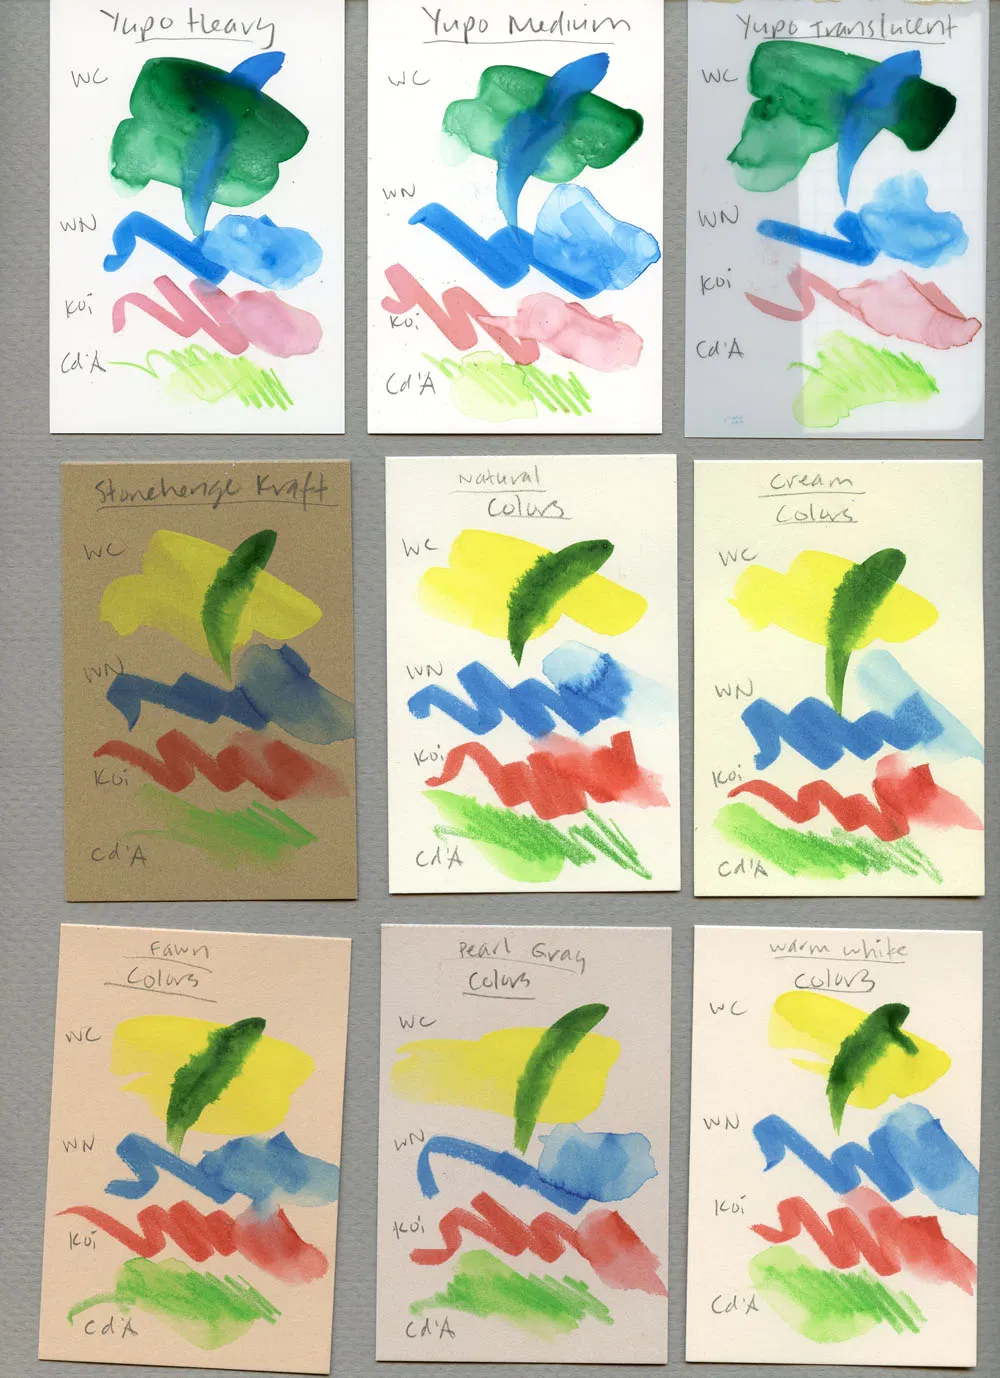 Yupo Heavy
WC
WN
Koi
Cd'A
Yupo Medium
WC
WN
Koi
Cd'A
Yupo Translucent
WC
WN
Koi
Cd'A
Stonehenge Kraft
WC
WN
Koi
Cd'A
Natural
Colors
WC
WN
Koi
Cd'A
Cream
Colors
WC
WN
Koi
Cd'A
Fawn
Colors
WC
WN
Koi
Cd'A
Pearl Gray
Colors
WC
WN
Koi
Cd'A
warm white
Colors
WC
WN
Koi
Cd'A